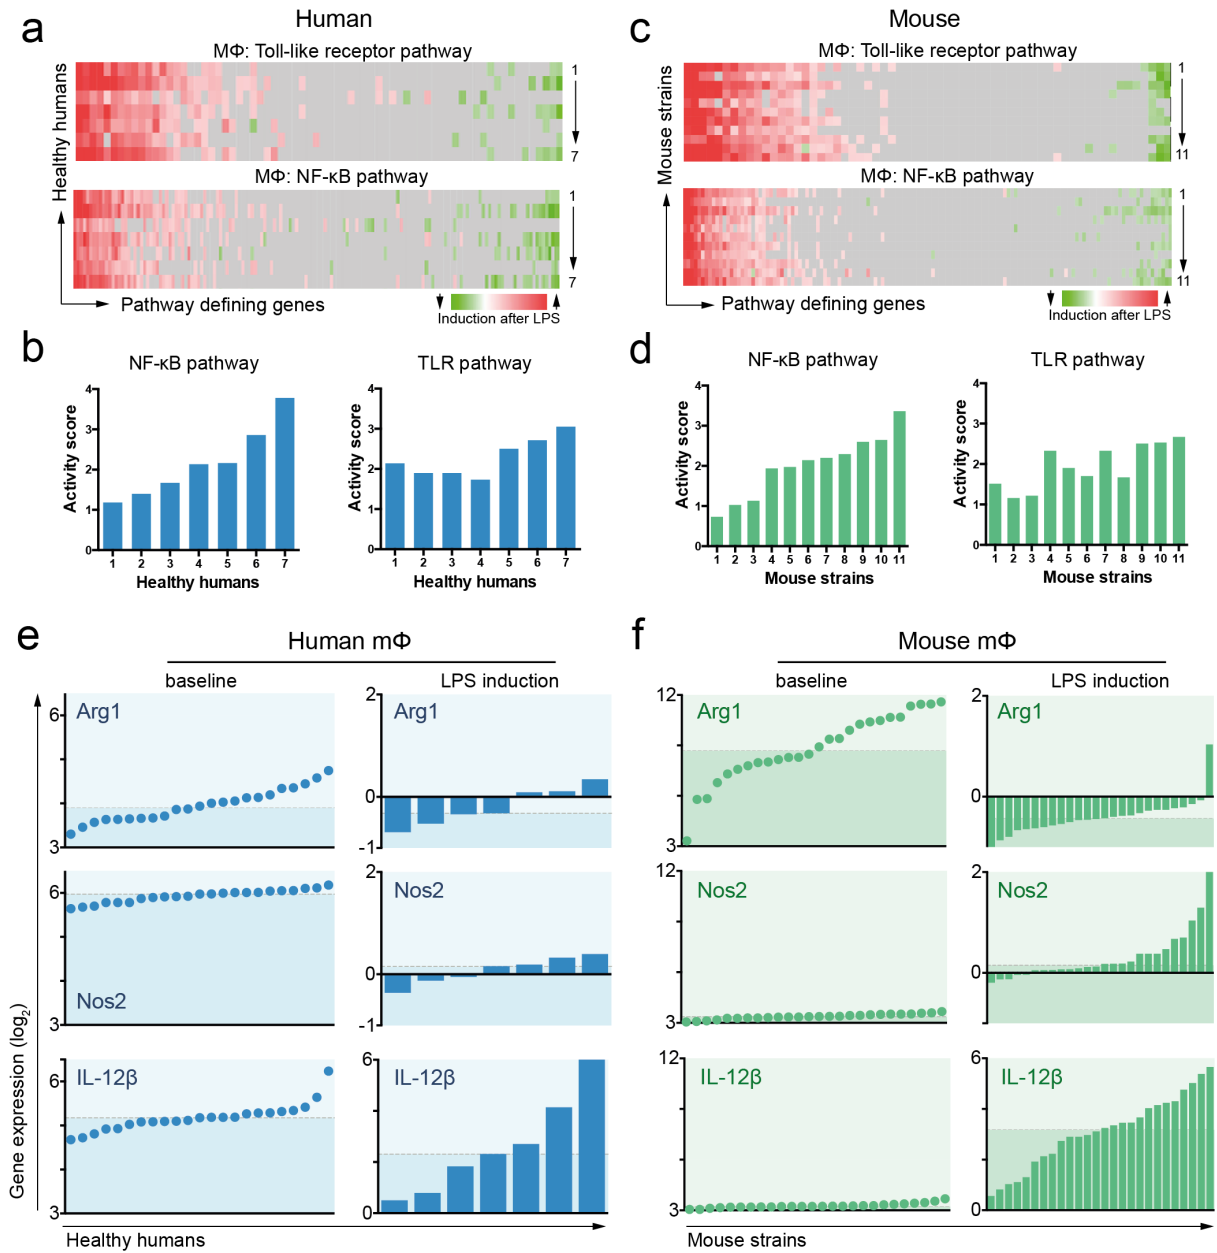 a
Human
MΦ: Toll-like receptor pathway
Healthy humans
1
7
MΦ: NF-κB pathway
1
7
Pathway defining genes
Induction after LPS
c
Mouse
MΦ: Toll-like receptor pathway
Mouse strains
1
11
MΦ: NF-κB pathway
1
11
Pathway defining genes
Induction after LPS
b
NF-κB pathway
Activity score
4
3
2
1
0
1 2 3 4 5 6 7
Healthy humans
TLR pathway
Activity score
4
3
2
1
0
1 2 3 4 5 6 7
Healthy humans
d
NF-κB pathway
Activity score
4
3
2
1
0
1 2 3 4 5 6 7 8 9 10 11
Mouse strains
TLR pathway
Activity score
4
3
2
1
0
1 2 3 4 5 6 7 8 9 10 11
Mouse strains
e
Human mΦ
baseline
LPS induction
Gene expression (log2)
6
Arg1
3
2
Arg1
0
-1
6
Nos2
3
2
Nos2
0
-1
6
IL-12β
3
6
IL-12β
0
Healthy humans
f
Mouse mΦ
baseline
LPS induction
12
Arg1
3
2
Arg1
0
12
Nos2
3
2
Nos2
0
12
IL-12β
3
6
IL-12β
0
Mouse strains